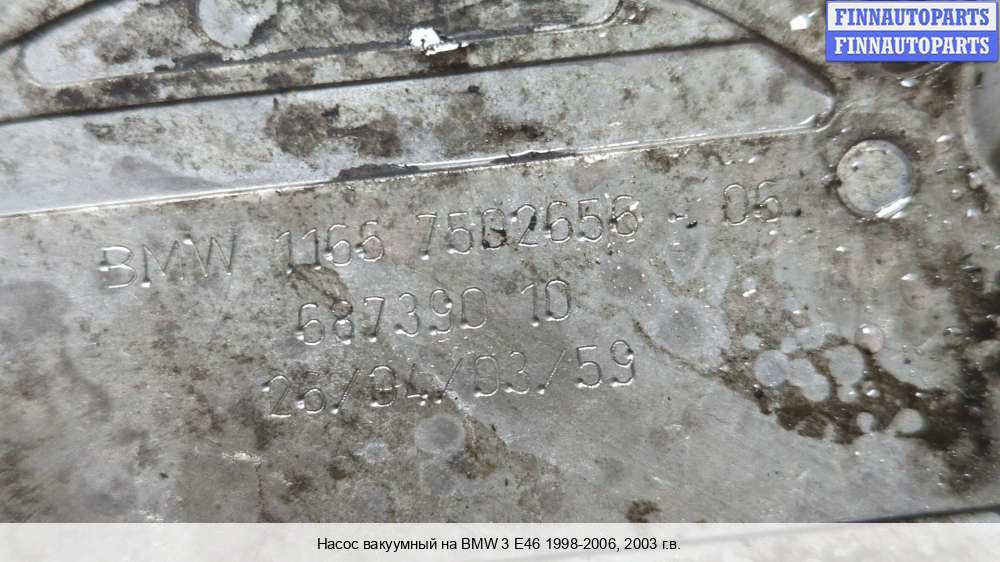 FINNAUTOPARTS
FINNAUTOPARTS
BMW 1166 7502656 - 06
687390 10
26/04/03/59
Насос вакуумный на BMW 3 E46 1998-2006, 2003 г.в.